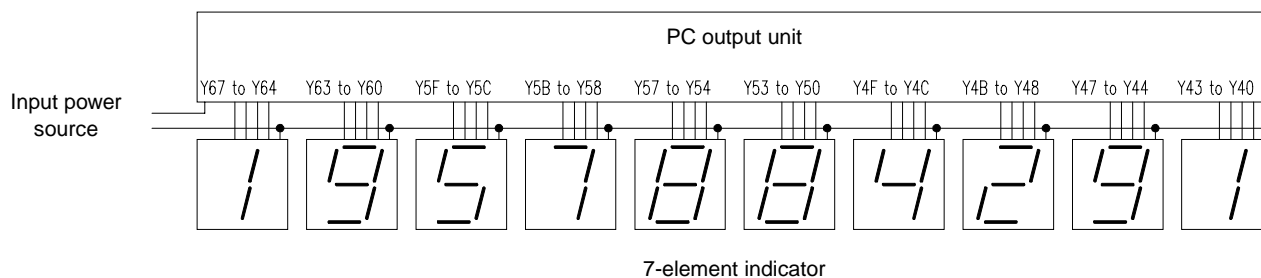 PC output unit
Y67 to Y64 Y63 to Y60 Y5F to Y5C Y5B to Y58 Y57 to Y54 Y53 to Y50 Y4F to Y4C Y4B to Y48 Y47 to Y44 Y43 to Y40
Input power
source
1 9 5 7 8 8 4 2 9 1
7-element indicator